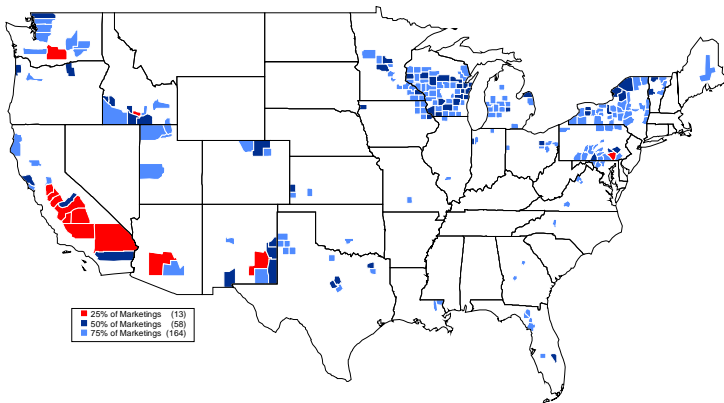 25% of Marketings (13)
50% of Marketings (58)
75% of Marketings (164)